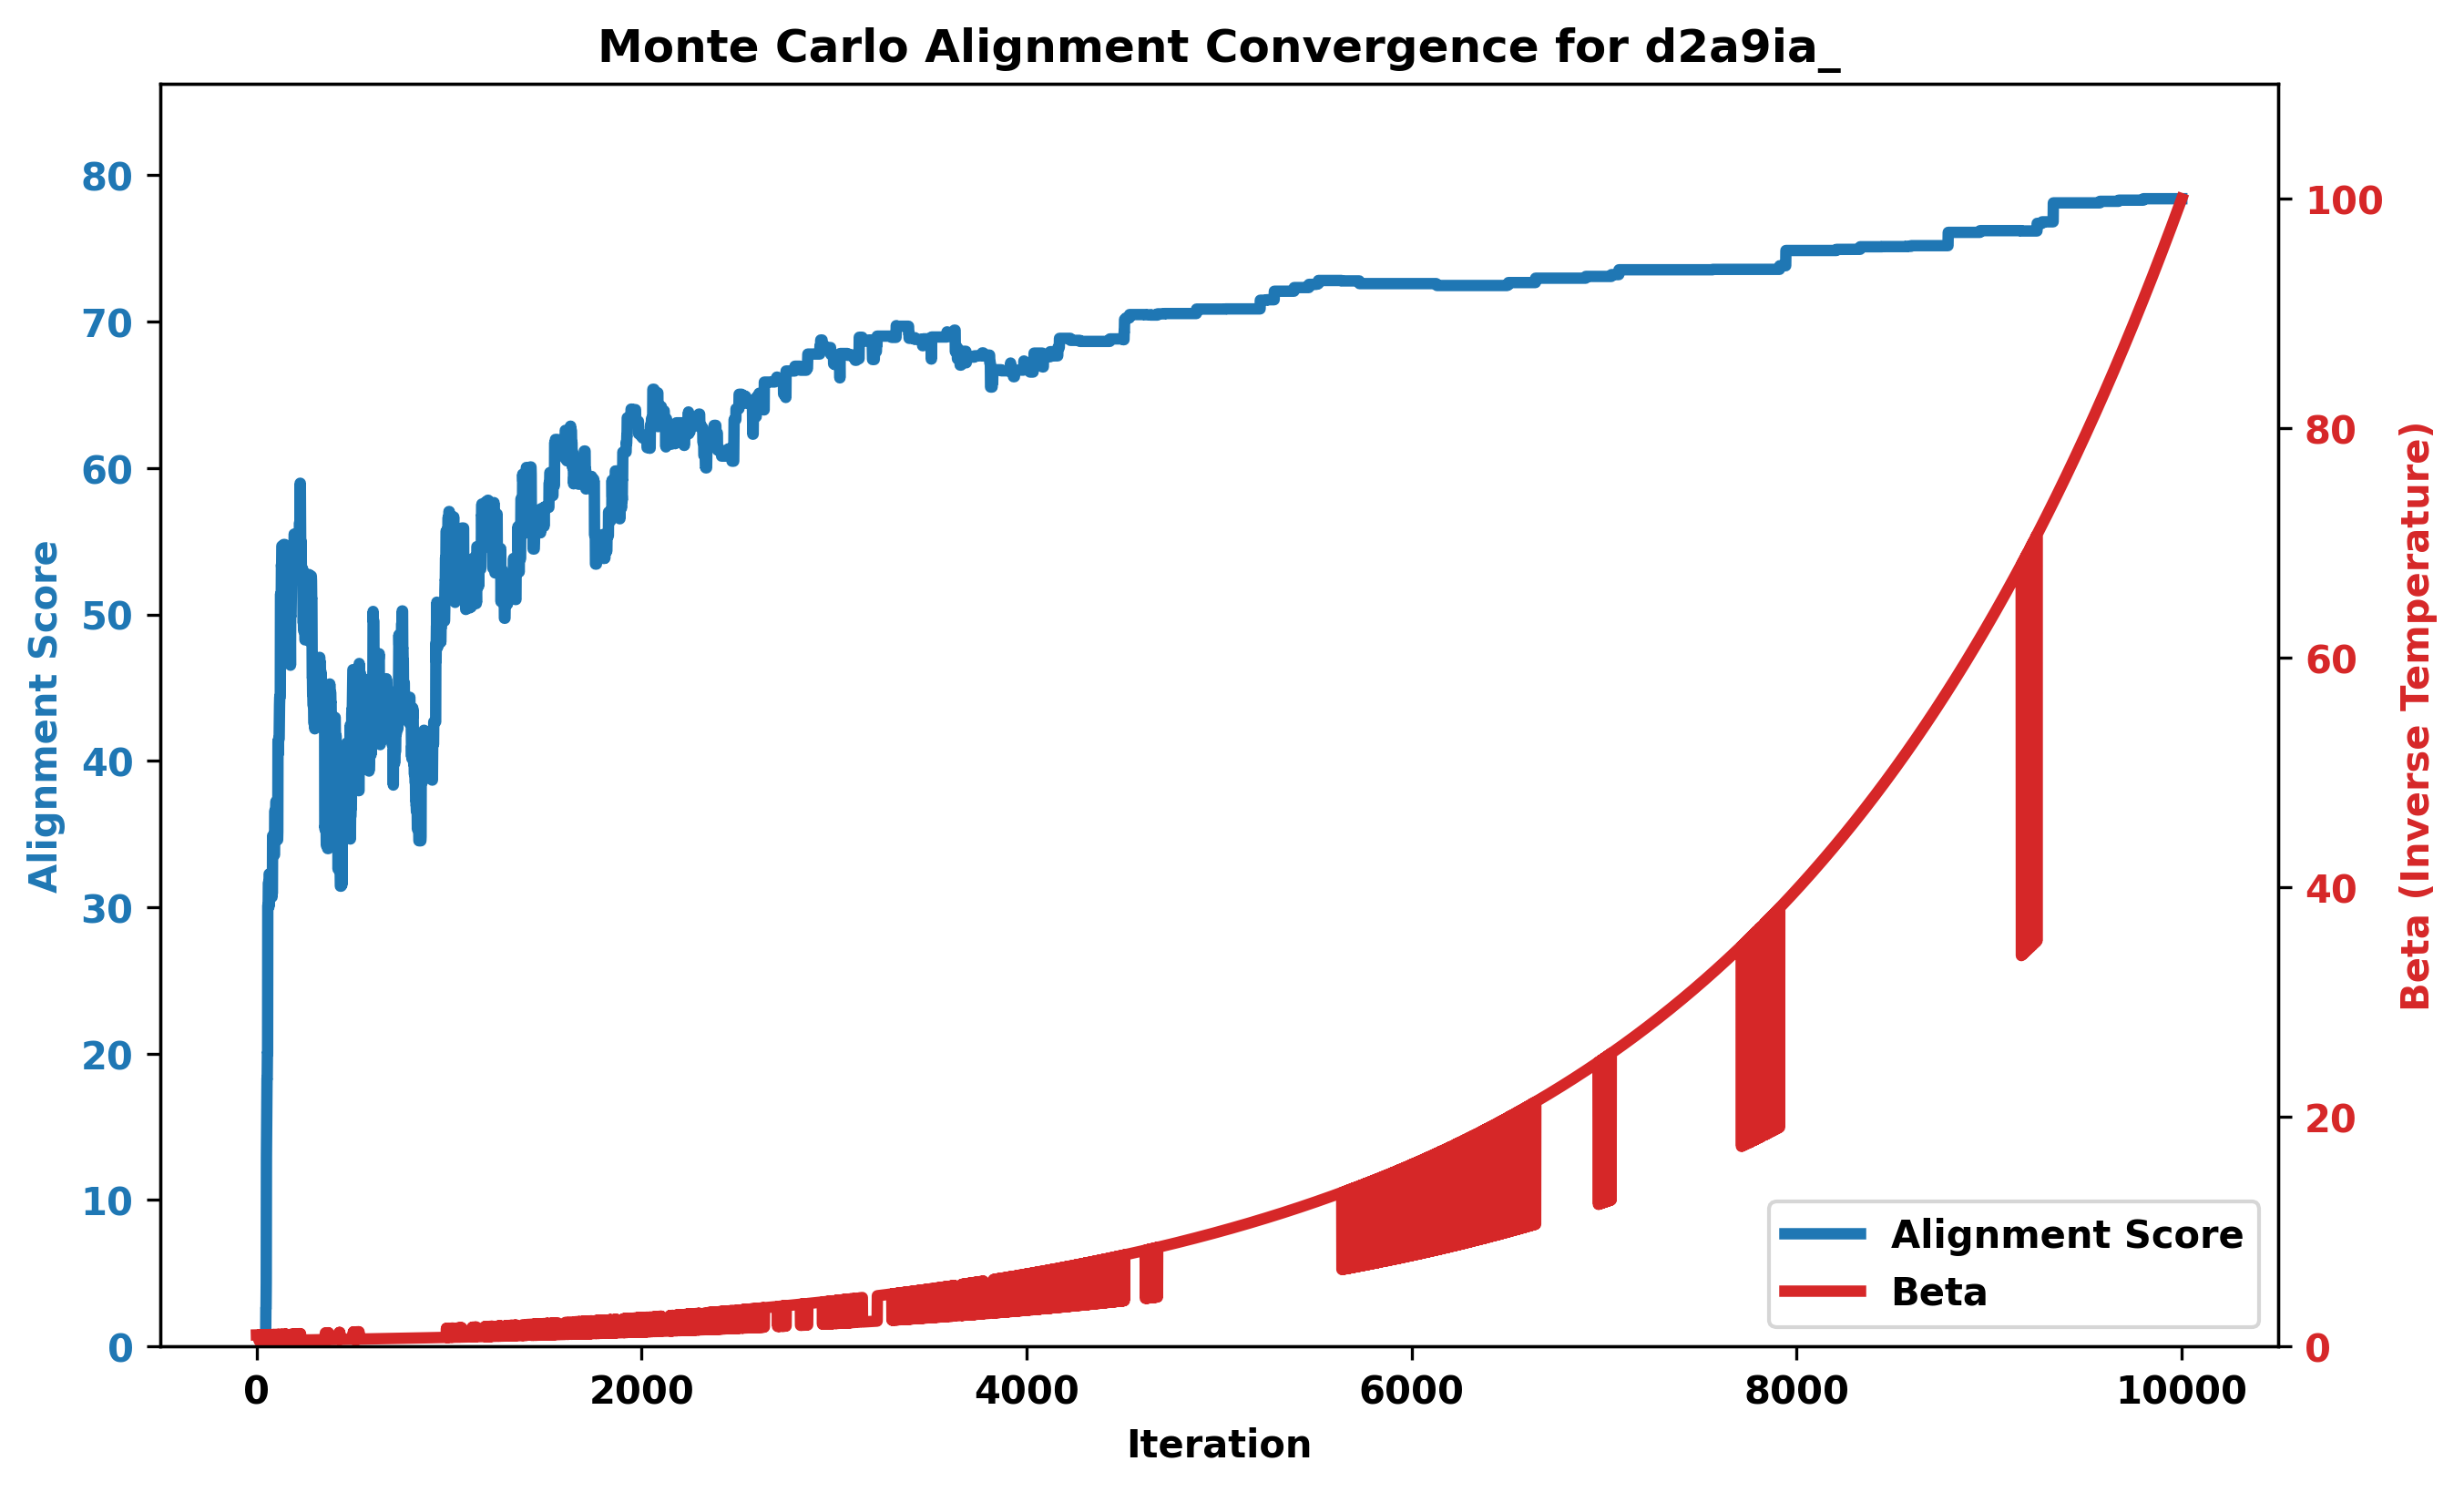 Monte Carlo Alignment Convergence for d2a9ia_
Alignment Score
80
70
60
50
40
30
20
10
0
100
80
60
40
20
0
Beta (Inverse Temperature)
Alignment Score
Beta
0 2000 4000 6000 8000 10000
Iteration